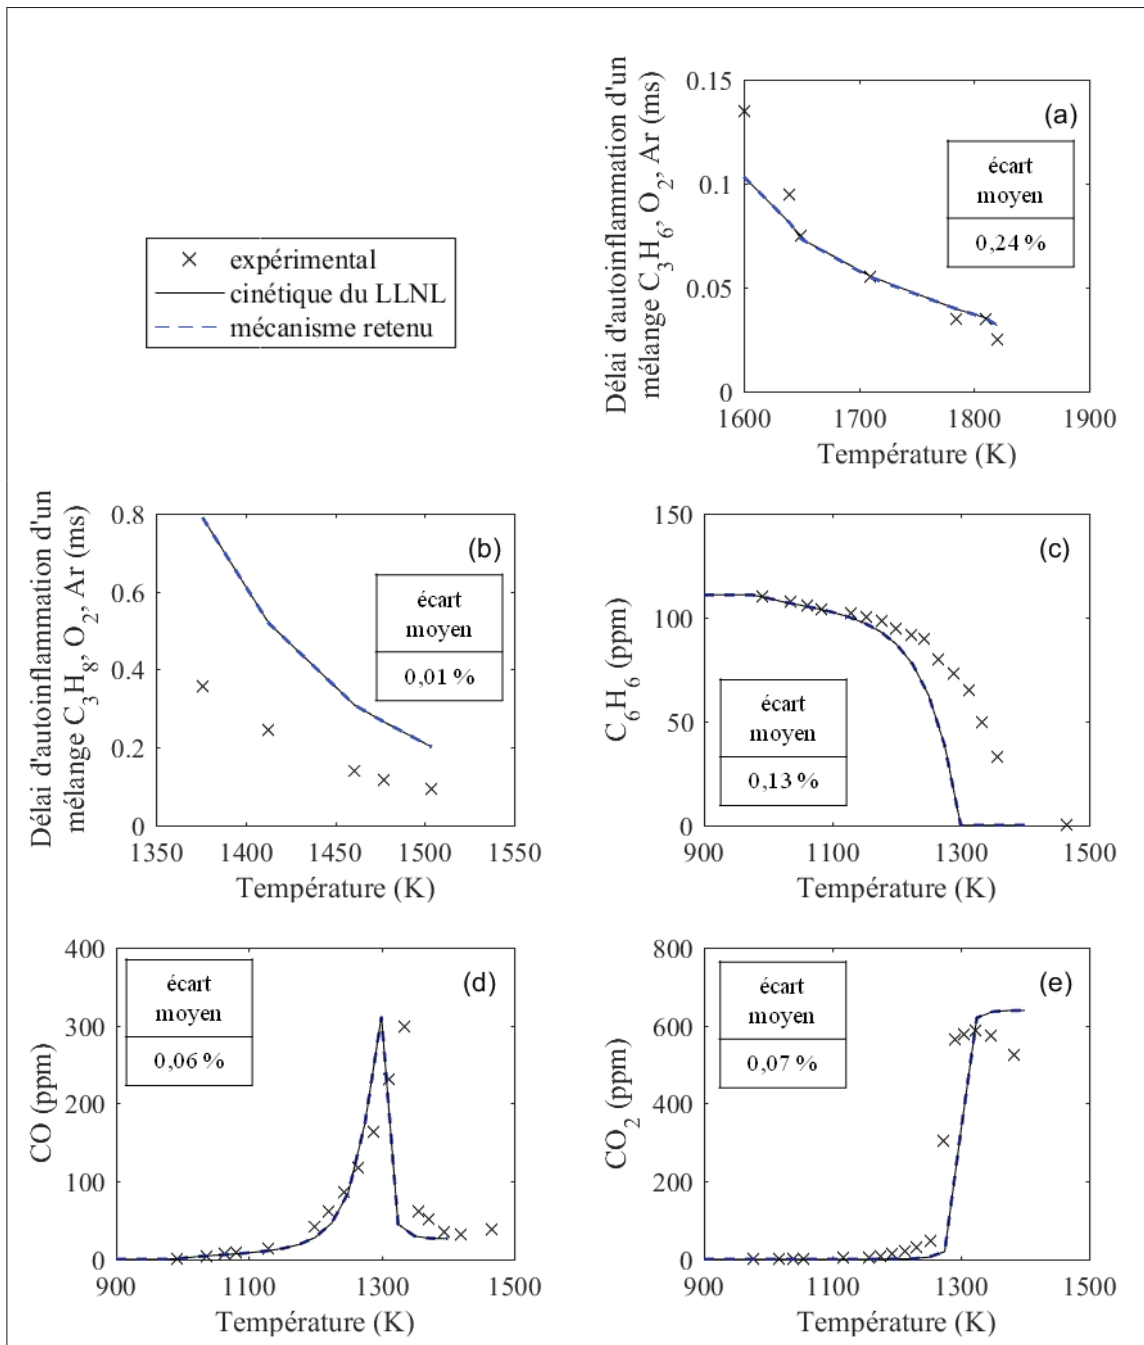 expérimental
cinétique du LLNL
mécanisme retenu
Délai d'autoinflammation d'un
mélange C3H6, O2, Ar (ms)
0.15
0.1
0.05
0
(a)
écart
moyen
0,24 %
1600 1700 1800 1900
Température (K)
Délai d'autoinflammation d'un
mélange C3H8, O2, Ar (ms)
0.8
0.6
0.4
0.2
0
(b)
écart
moyen
0,01 %
1350 1400 1450 1500 1550
Température (K)
C6H6 (ppm)
150
100
50
0
(c)
écart
moyen
0,13 %
900 1100 1300 1500
Température (K)
CO (ppm)
400
300
200
100
0
écart
moyen
0,06 %
(d)
900 1100 1300 1500
Température (K)
CO2 (ppm)
800
600
400
200
0
écart
moyen
0,07 %
(e)
900 1100 1300 1500
Température (K)